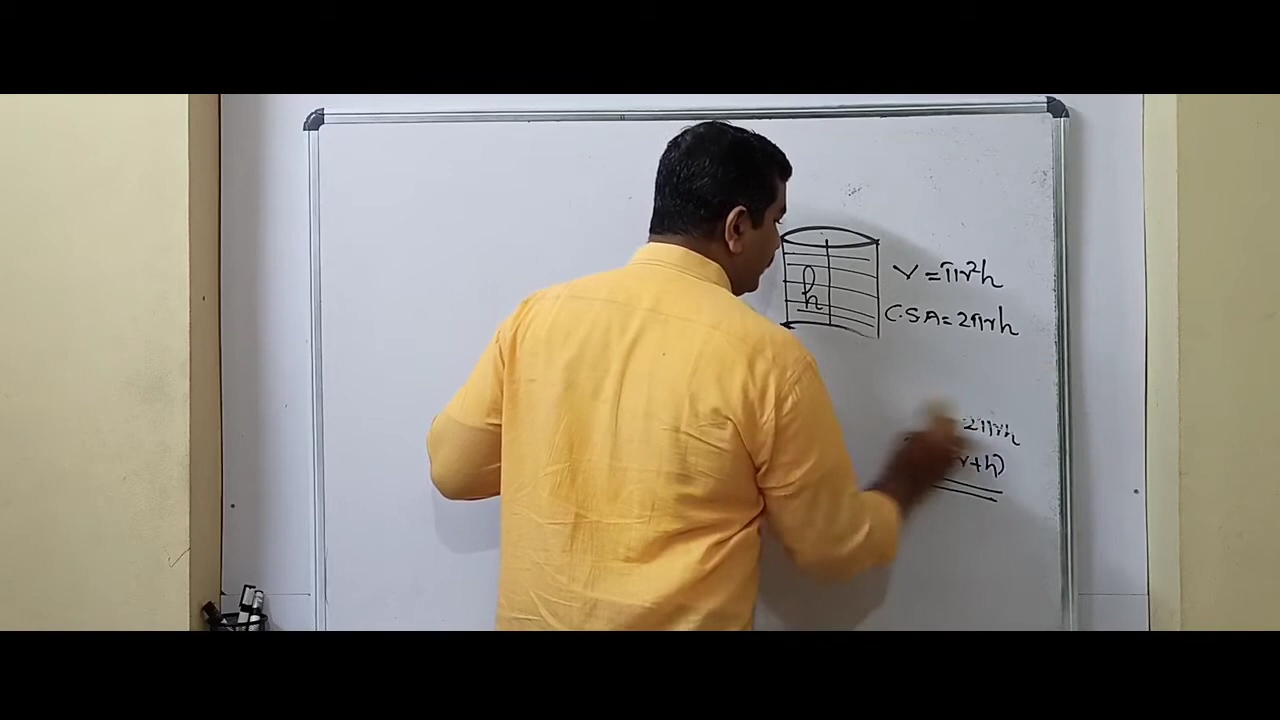 h
V = πr²h
C.S.A = 2πrh
= 2πrh
r+h)